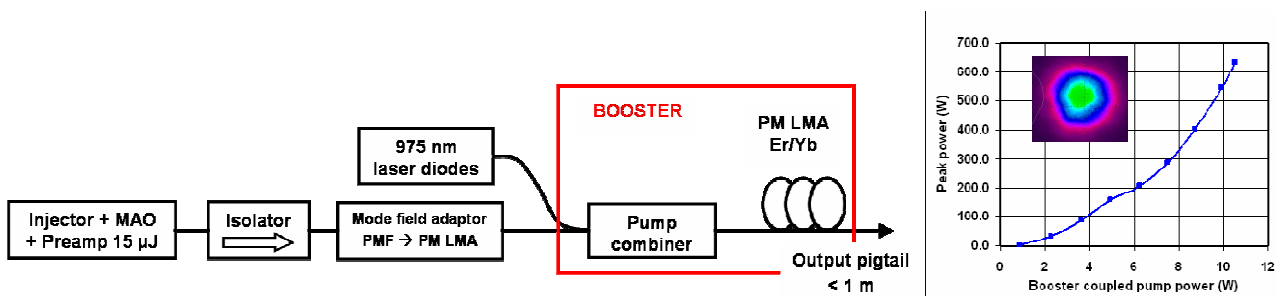 Injector + MAO
+ Preamp 15 µJ
Isolator
975 nm
laser diodes
Mode field adaptor
PMF → PM LMA
BOOSTER
Pump
combiner
PM LMA
Er/Yb
Output pigtail
< 1 m
Peak power (W)
700.0
600.0
500.0
400.0
300.0
200.0
100.0
0.0
0 2 4 6 8 10 12
Booster coupled pump power (W)